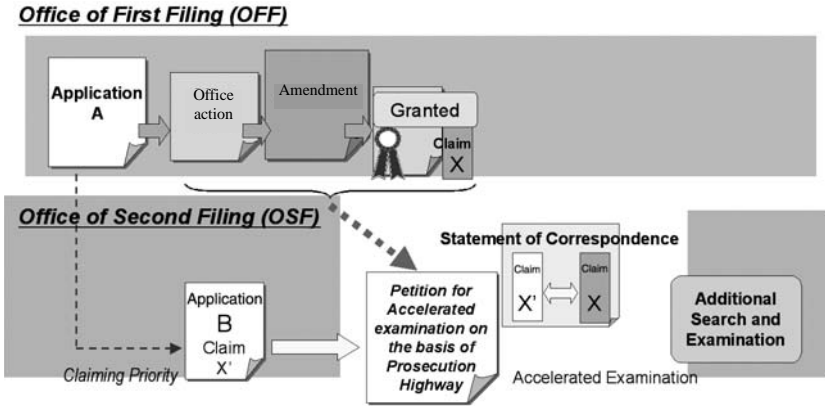 Office of First Filing (OFF)
Application
A
Office
action
Amendment
Granted
Claim
X
Office of Second Filing (OSF)
Statement of Correspondence
Claim
X'
Claim
X
Application
B
Claim
X'
Claiming Priority
Petition for
Accelerated
examination on
the basis of
Prosecution
Highway
Accelerated Examination
Additional
Search and
Examination